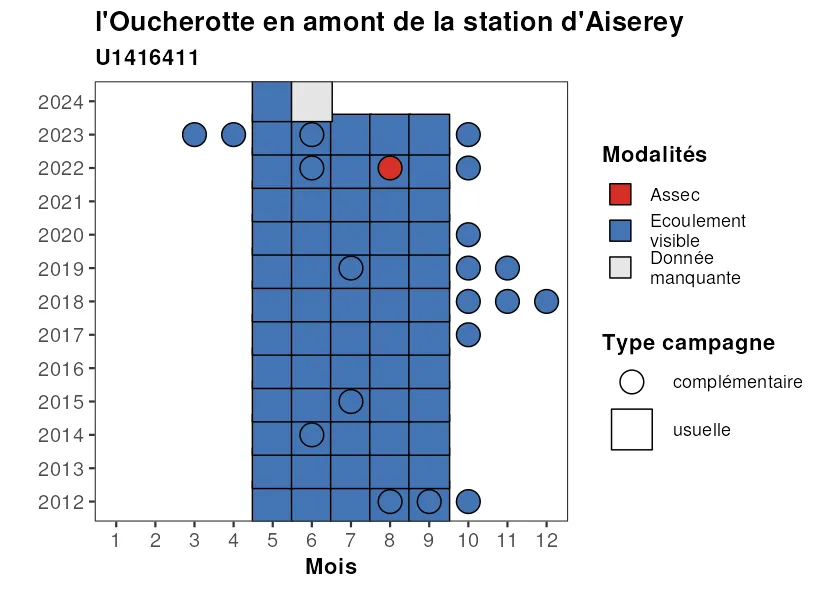 l'Oucherotte en amont de la station d'Aiserey
U1416411
2024
2023
2022
2021
2020
2019
2018
2017
2016
2015
2014
2013
2012
1 2 3 4 5 6 7 8 9 10 11 12
Mois
Modalités
Assec
Ecoulement
visible
Donnée
manquante
Type campagne
complémentaire
usuelle